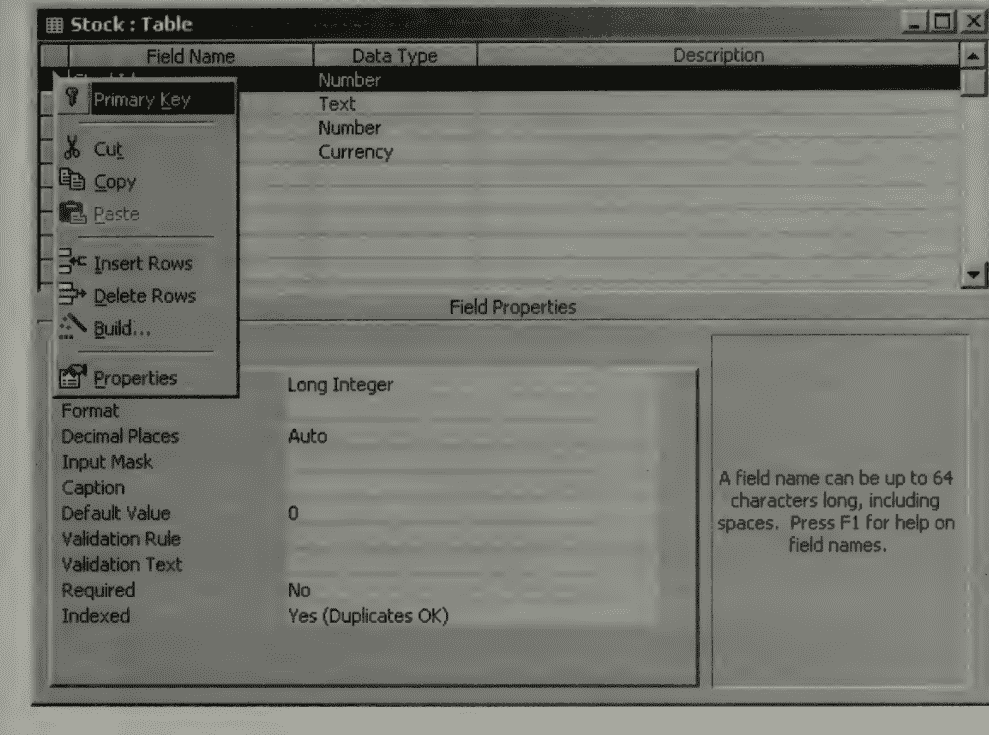 Stock : Table
Field Name Data Type Description
Number
Primary Key Text
Number
Cut Currency
Copy
Paste
Insert Rows
Delete Rows
Build...
Properties
Field Properties
Long Integer
Format
Decimal Places Auto
Input Mask
Caption
Default Value 0
Validation Rule
Validation Text
Required No
Indexed Yes (Duplicates OK)
A field name can be up to 64
characters long, including
spaces. Press F1 for help on
field names.